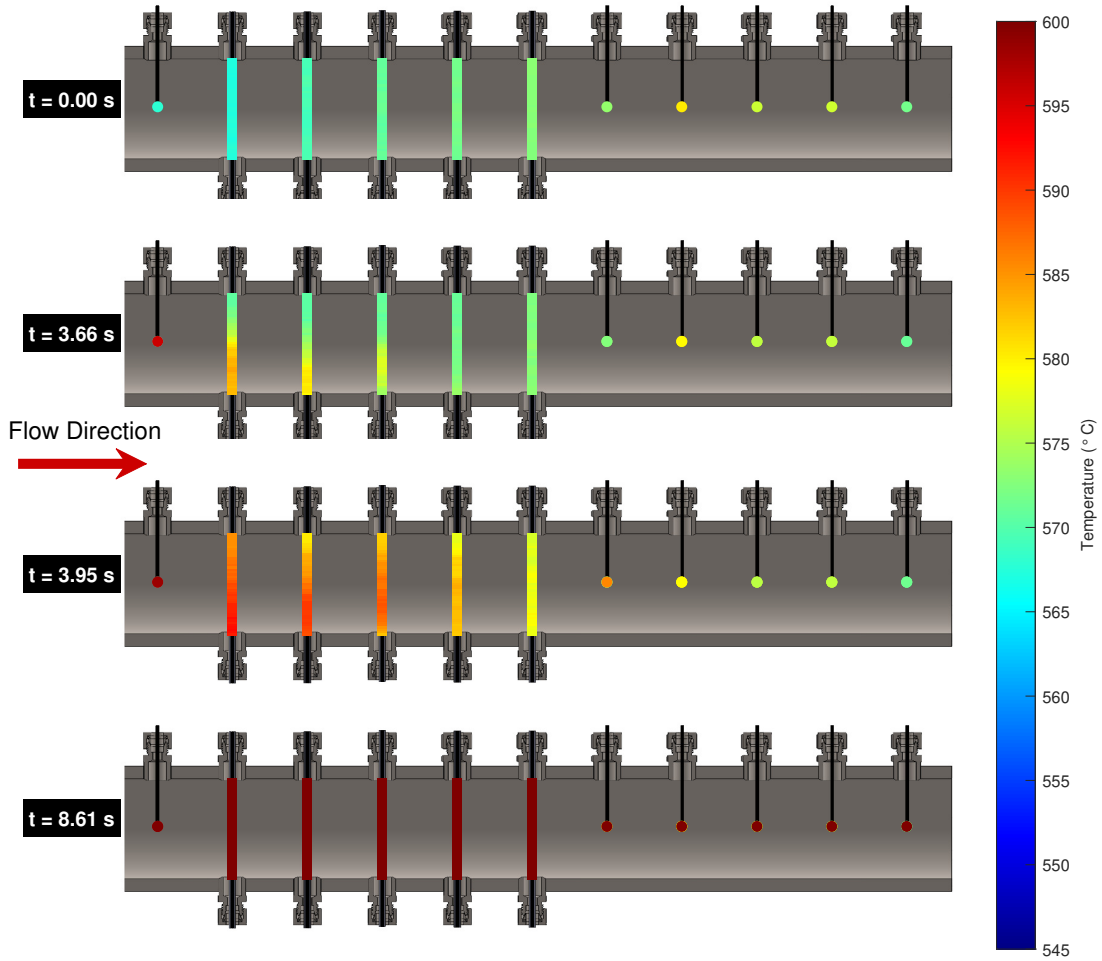 t = 0.00 s
t = 3.66 s
Flow Direction
t = 3.95 s
t = 8.61 s
600
595
590
585
580
575
570
565
560
555
550
545
Temperature (° C)